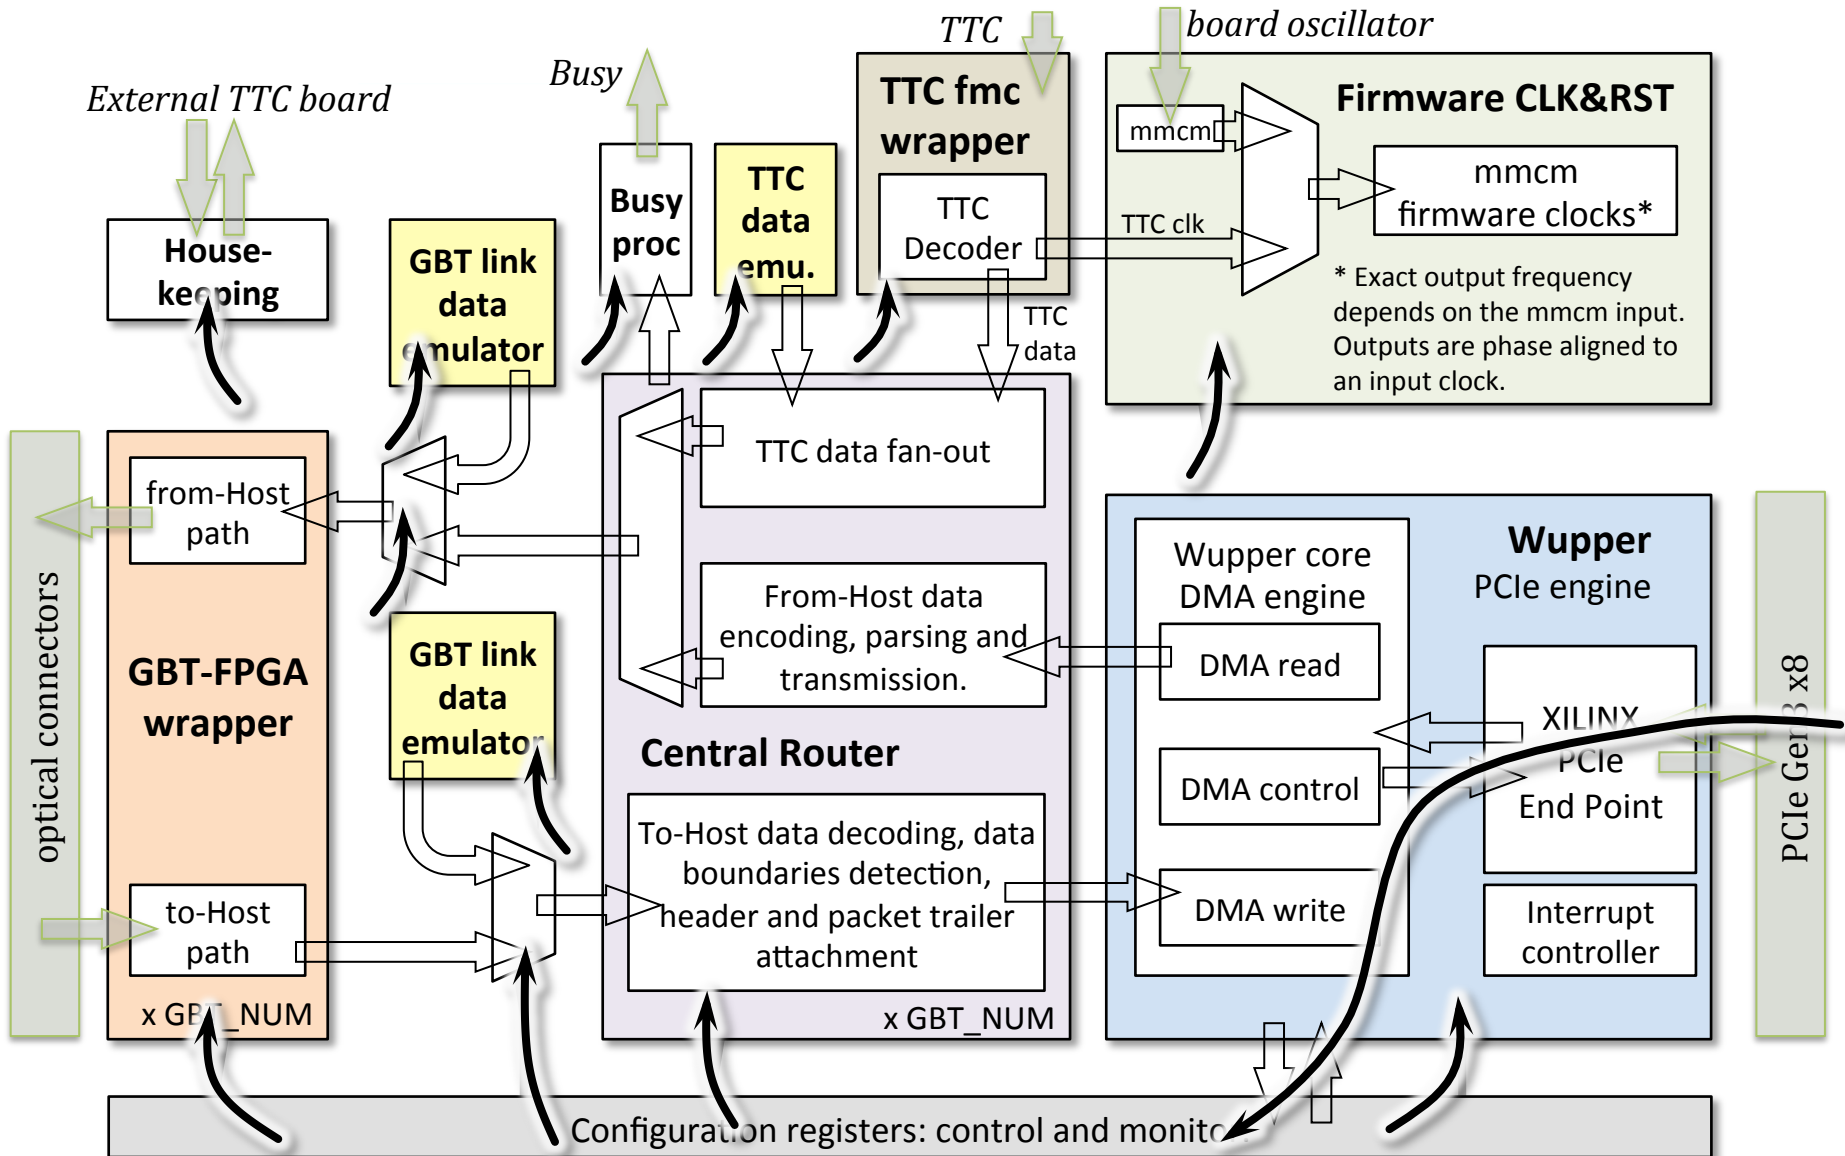 TTC
board oscillator
Busy
External TTC board
TTC fmc
wrapper
Firmware CLK&RST
mmcm
mmcm
firmware clocks*
TTC
Decoder
TTC clk
* Exact output frequency
depends on the mmcm input.
Outputs are phase aligned to
an input clock.
TTC
data
Busy
proc
TTC
data
emu.
House-
keeping
GBT link
data
emulator
TTC data fan-out
from-Host
path
optical connectors
GBT-FPGA
wrapper
GBT link
data
emulator
From-Host data
encoding, parsing and
transmission.
Central Router
To-Host data decoding, data
boundaries detection,
header and packet trailer
attachment
x GBT_NUM
to-Host
path
x GBT_NUM
Wupper
PCIe engine
Wupper core
DMA engine
DMA read
DMA control
DMA write
XILINX
PCIe
End Point
Interrupt
controller
PCIe Gen3 x8
Configuration registers: control and